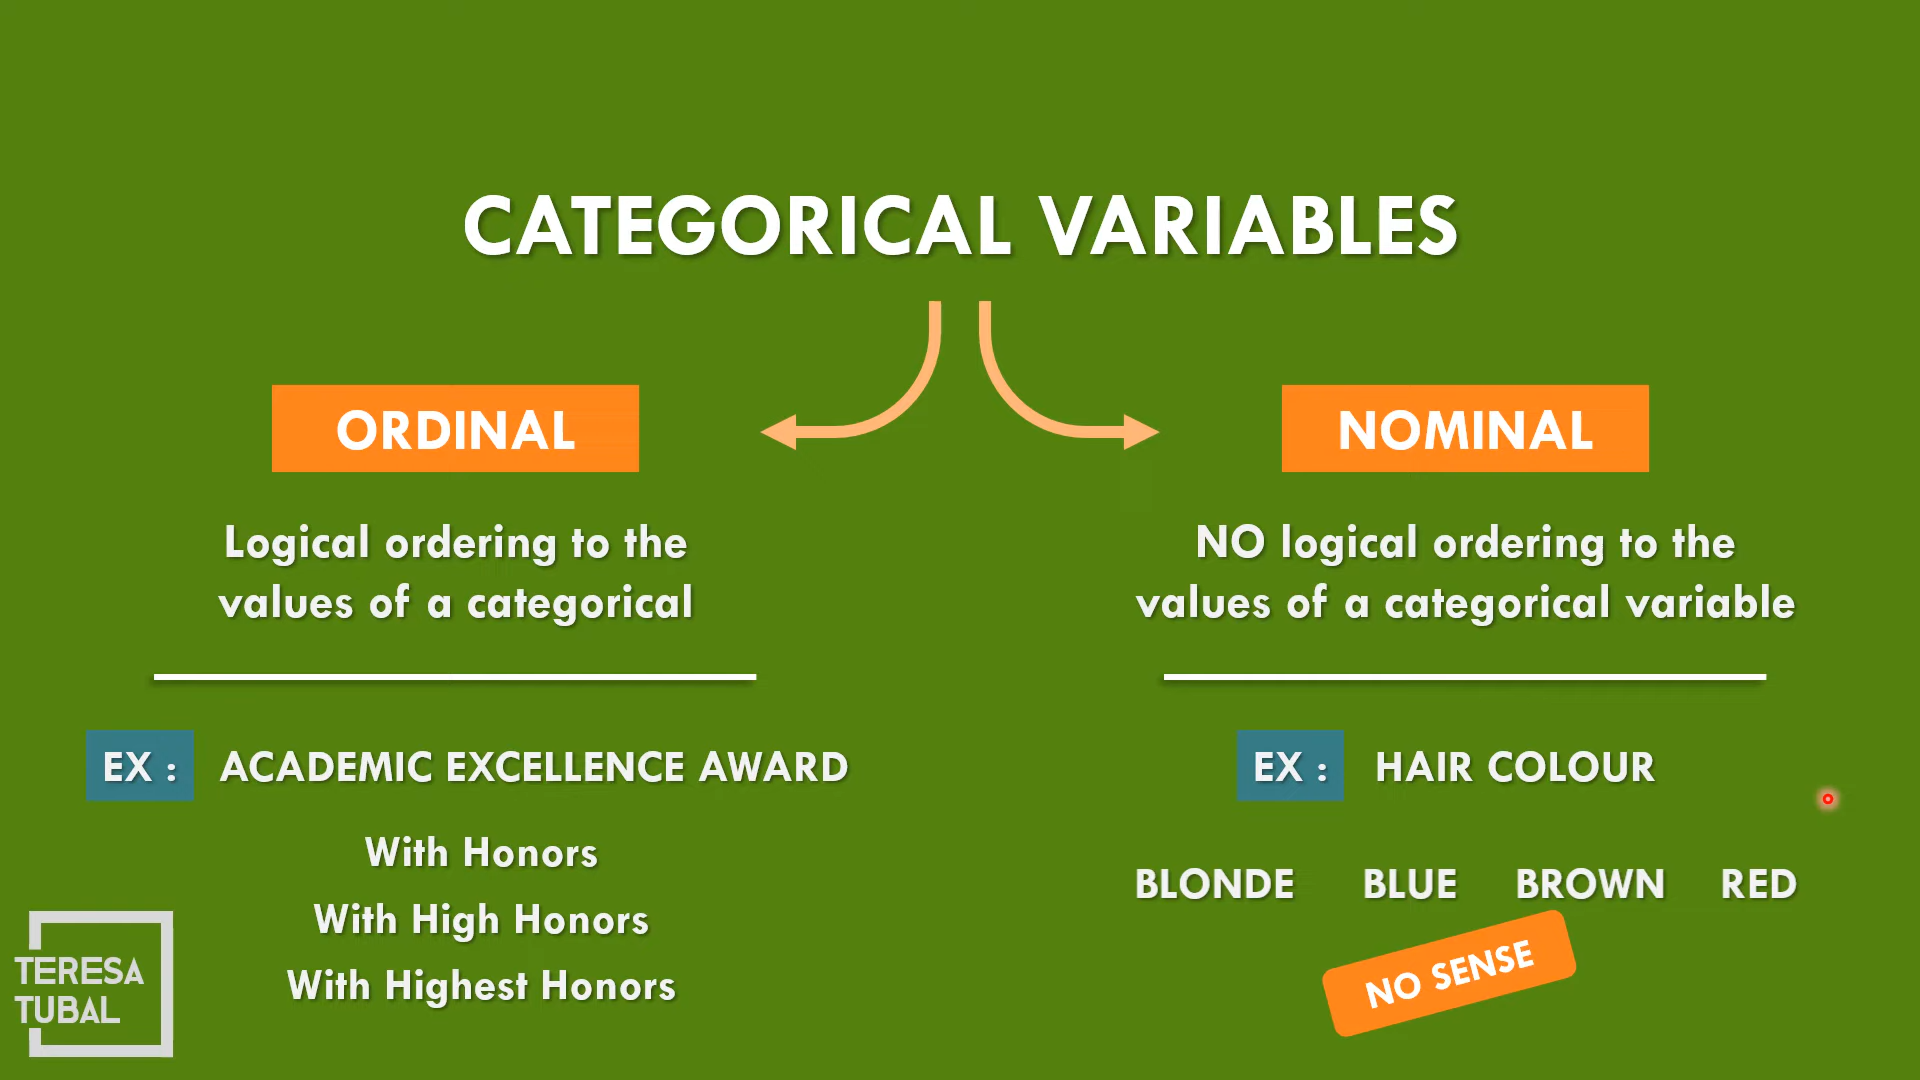 CATEGORICAL VARIABLES
ORDINAL
Logical ordering to the
values of a categorical
EX : ACADEMIC EXCELLENCE AWARD
With Honors
With High Honors
With Highest Honors
NOMINAL
NO logical ordering to the
values of a categorical variable
EX : HAIR COLOUR
BLONDE BLUE BROWN RED
NO SENSE
TERESA
TUBAL